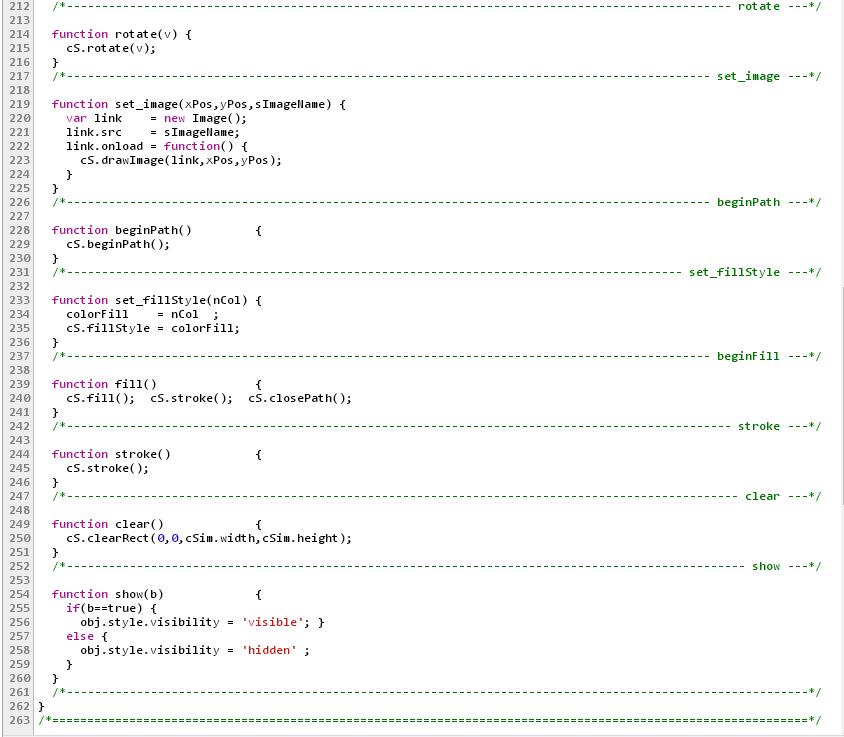 212 /*----------------------------------------------------------------------------------------------- rotate ---*/
213
214 function rotate(v) {
215 cS.rotate(v);
216 }
217 /*-------------------------------------------------------------------------------------------- set_image ---*/
218
219 function set_image(xPos,yPos,sImageName) {
220 var link    = new Image();
221 link.src    = sImageName;
222 link.onload = function() {
223 cS.drawImage(link,xPos,yPos);
224 }
225 }
226 /*-------------------------------------------------------------------------------------------- beginPath ---*/
227
228 function beginPath()         {
229 cS.beginPath();
230 }
231 /*---------------------------------------------------------------------------------------- set_fillStyle ---*/
232
233 function set_fillStyle(nCol) {
234 colorFill    = nCol  ;
235 cS.fillStyle = colorFill;
236 }
237 /*-------------------------------------------------------------------------------------------- beginFill ---*/
238
239 function fill()              {
240 cS.fill();  cS.stroke();  cS.closePath();
241 }
242 /*----------------------------------------------------------------------------------------------- stroke ---*/
243
244 function stroke()            {
245 cS.stroke();
246 }
247 /*------------------------------------------------------------------------------------------------ clear ---*/
248
249 function clear()             {
250 cS.clearRect(0,0,cSim.width,cSim.height);
251 }
252 /*------------------------------------------------------------------------------------------------- show ---*/
253
254 function show(b)             {
255 if(b==true) {
256 obj.style.visibility = 'visible'; }
257 else {
258 obj.style.visibility = 'hidden' ;
259 }
260 }
261 /*----------------------------------------------------------------------------------------------------------*/
262 }
263 /*============================================================================================================*/